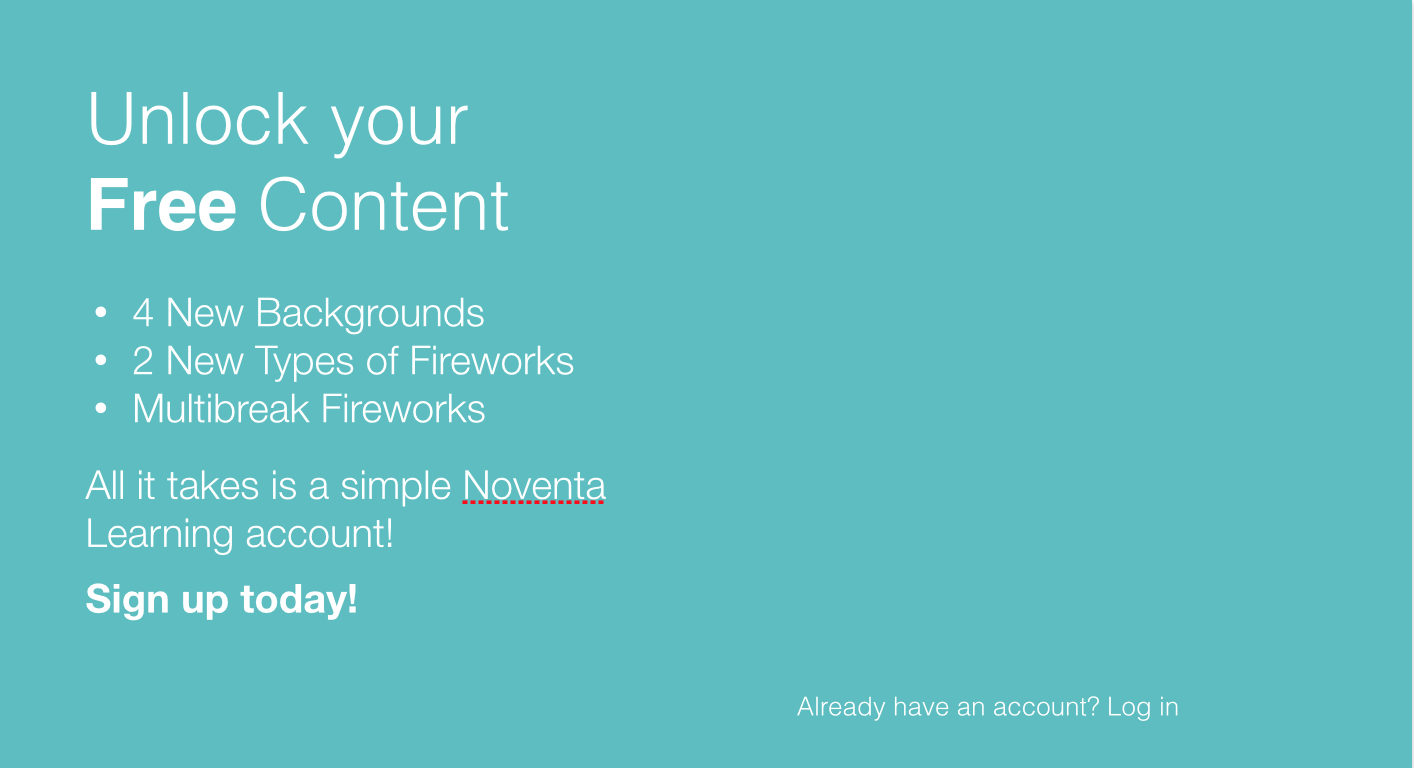 Unlock your
Free Content
• 4 New Backgrounds
• 2 New Types of Fireworks
• Multibreak Fireworks
All it takes is a simple Noventa
Learning account!
Sign up today!
Already have an account? Log in